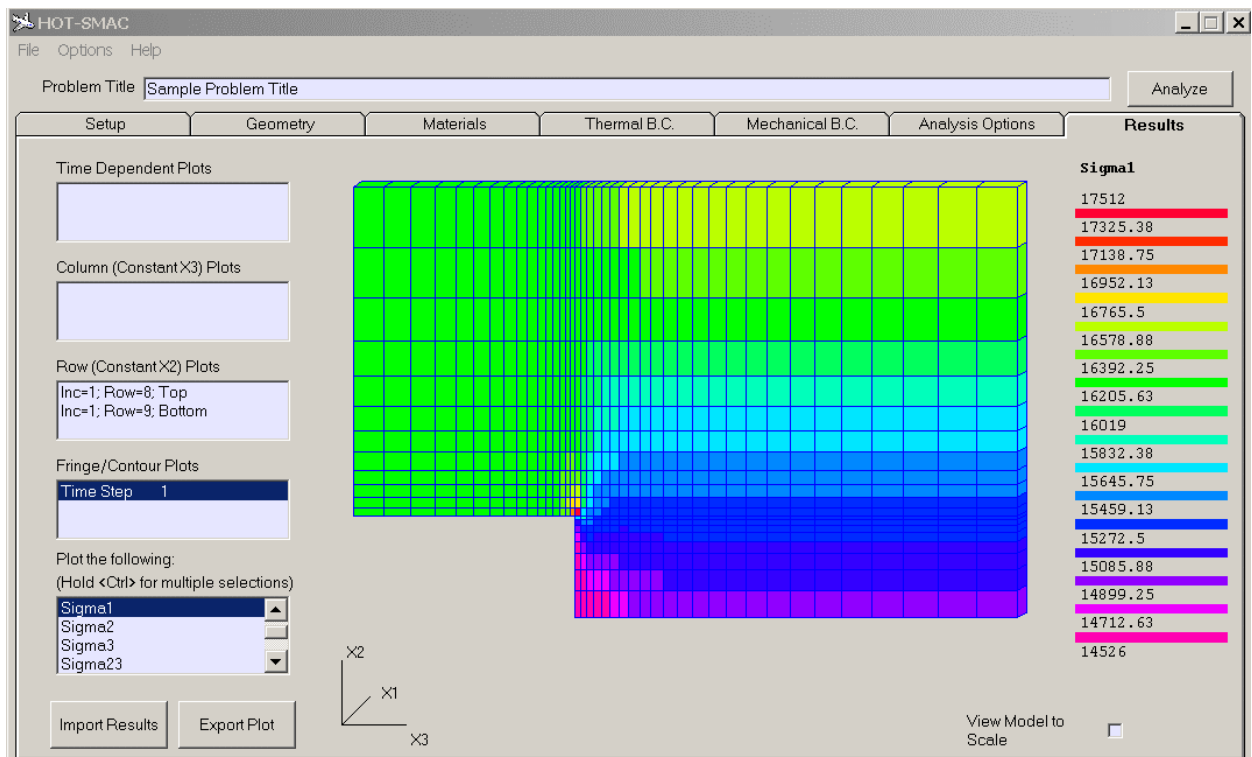 HOT-SMAC
File Options Help
Problem Title Sample Problem Title Analyze
Setup Geometry Materials Thermal B.C. Mechanical B.C. Analysis Options Results
Time Dependent Plots
Column (Constant X3) Plots
Row (Constant X2) Plots
Inc=1; Row=8; Top
Inc=1; Row=9; Bottom
Fringe/Contour Plots
Time Step 1
Plot the following:
(Hold <Ctrl> for multiple selections)
Sigma1
Sigma2
Sigma3
Sigma23
Import Results Export Plot
X2
X1
X3
Sigma1
17512
17325.38
17138.75
16952.13
16765.5
16578.88
16392.25
16205.63
16019
15832.38
15645.75
15459.13
15272.5
15085.88
14899.25
14712.63
14526
View Model to
Scale